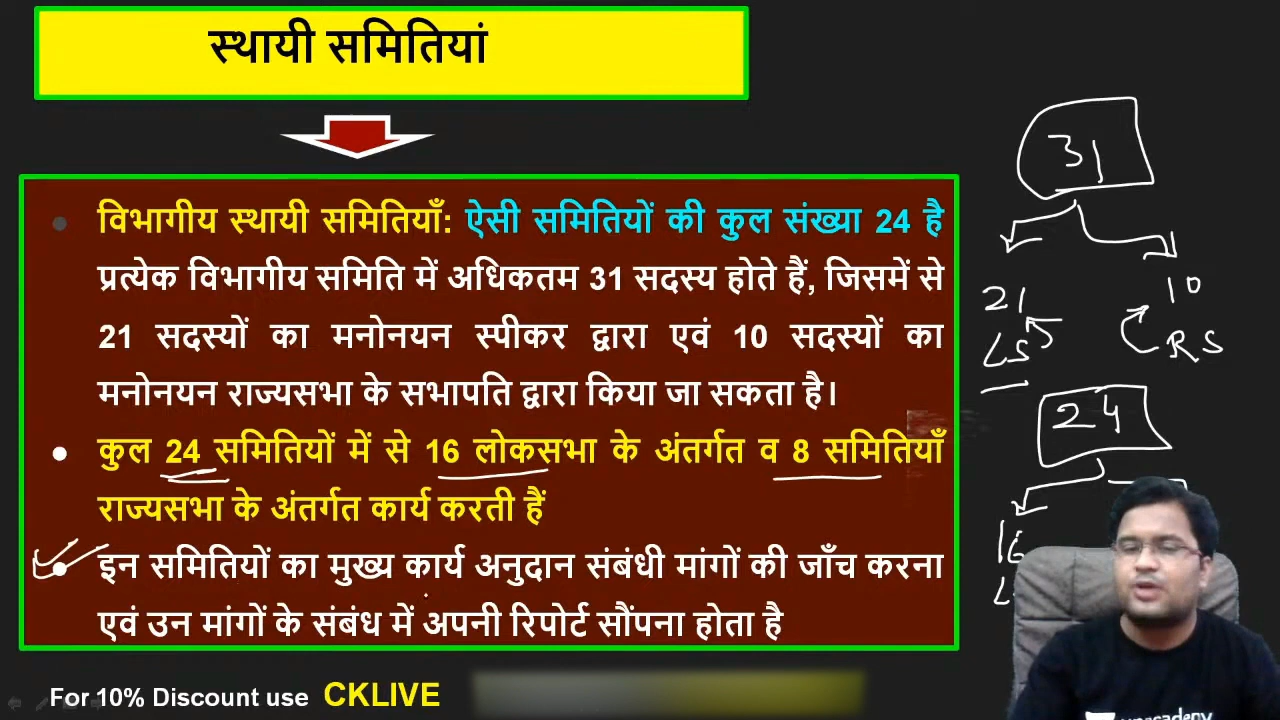 स्थायी समितियां
विभागीय स्थायी समितियाँ: ऐसी समितियों की कुल संख्या 24 है
प्रत्येक विभागीय समिति में अधिकतम 31 सदस्य होते हैं, जिसमें से
21 सदस्यों का मनोनयन स्पीकर द्वारा एवं 10 सदस्यों का
मनोनयन राज्यसभा के सभापति द्वारा किया जा सकता है।
कुल 24 समितियों में से 16 लोकसभा के अंतर्गत व 8 समितियाँ
राज्यसभा के अंतर्गत कार्य करती हैं
इन समितियों का मुख्य कार्य अनुदान संबंधी मांगों की जाँच करना
एवं उन मांगों के संबंध में अपनी रिपोर्ट सौंपना होता है
For 10% Discount use CKLIVE
31
21 10
LS RS
24
16